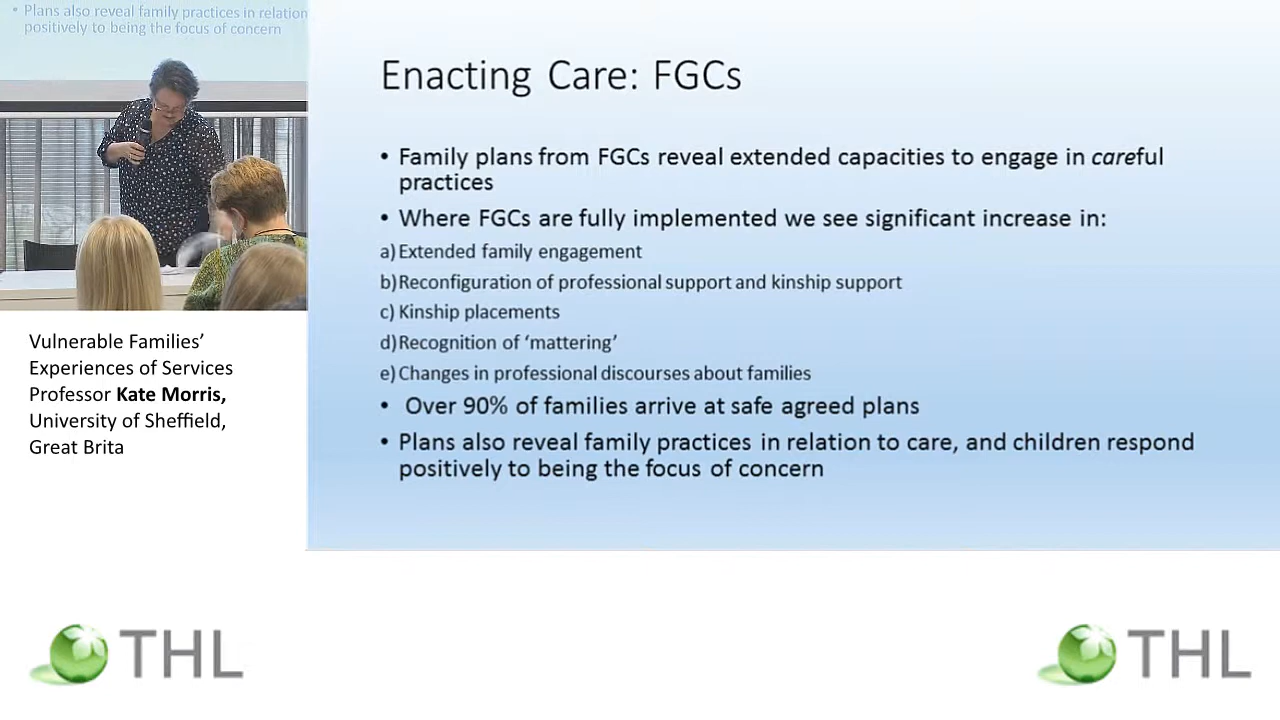 • Plans also reveal family practices in relation
positively to being the focus of concern
Enacting Care: FGCs
• Family plans from FGCs reveal extended capacities to engage in careful
practices
• Where FGCs are fully implemented we see significant increase in:
a) Extended family engagement
b) Reconfiguration of professional support and kinship support
c) Kinship placements
d) Recognition of ‘mattering’
e) Changes in professional discourses about families
• Over 90% of families arrive at safe agreed plans
• Plans also reveal family practices in relation to care, and children respond
positively to being the focus of concern
Vulnerable Families’
Experiences of Services
Professor Kate Morris,
University of Sheffield,
Great Brita
THL
THL